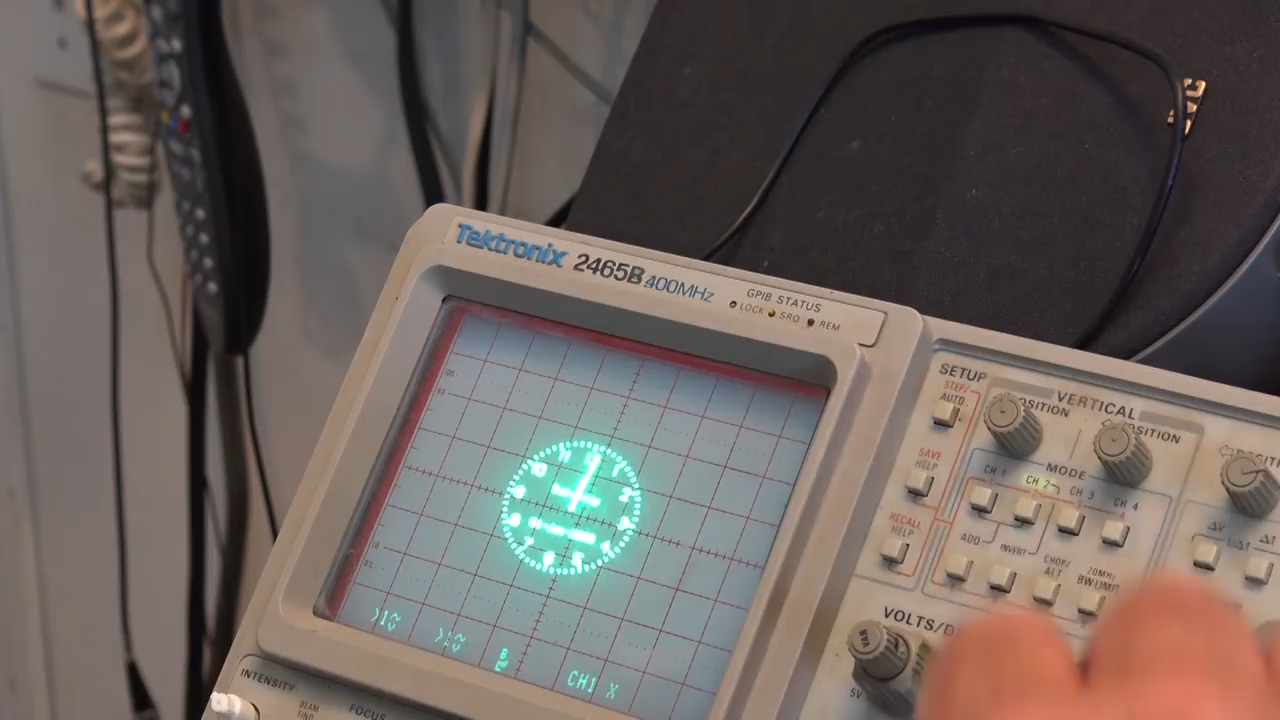 Tektronix 2465B 400MHz
GPIB STATUS
LOCK SRQ REM
SETUP
STEP/
AUTO
VERTICAL
POSITION
POSITION
SAVE
HELP
MODE
CH 1 CH 2 CH 3 CH 4
RECALL
HELP
ADD
INVERT
CHOP/
ALT
20MHz
BW LIMIT
VOLTS/D
VAR
5V
CH1 X
INTENSITY
BEAM
FIND
FOCUS